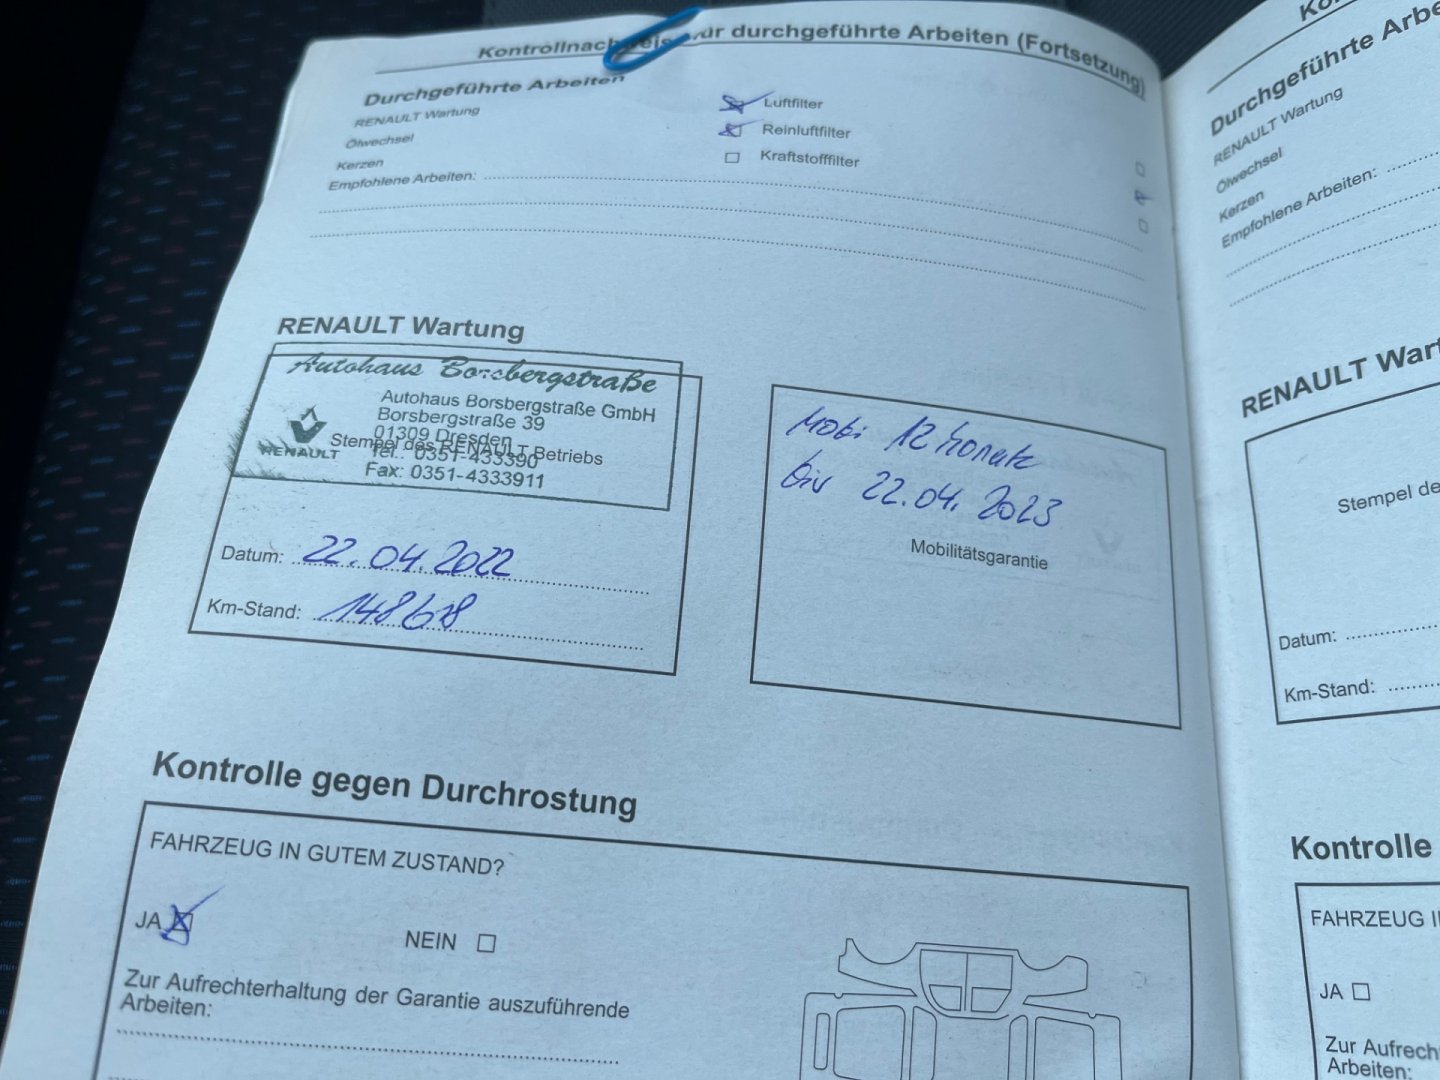 Kontrollnachweis für durchgeführte Arbeiten (Fortsetzung)
Durchgeführte Arbeiten
RENAULT Wartung
Ölwechsel
Kerzen
Empfohlene Arbeiten:
Luftfilter
Reinluftfilter
Kraftstofffilter
RENAULT Wartung
Autohaus Borsbergstraße
Autohaus Borsbergstraße GmbH
Borsbergstraße 39
01309 Dresden
Stempel des RENAULT Betriebs
Tel.: 0351-433390
RENAULT
Fax: 0351-4333911
Datum: 22.04.2022
Km-Stand: 148678
Mobi 12 Monate
bis 22.04.2023
Mobilitätsgarantie
Kontrolle gegen Durchrostung
FAHRZEUG IN GUTEM ZUSTAND?
JA
NEIN
Zur Aufrechterhaltung der Garantie auszuführende
Arbeiten:
Ko
Durchgeführte Arbe
RENAULT Wartung
Ölwechsel
Kerzen
Empfohlene Arbeiten:
RENAULT Wart
Stempel de
Datum:
Km-Stand:
Kontrolle
FAHRZEUG I
JA
Zur Aufrech
Arbeiten: